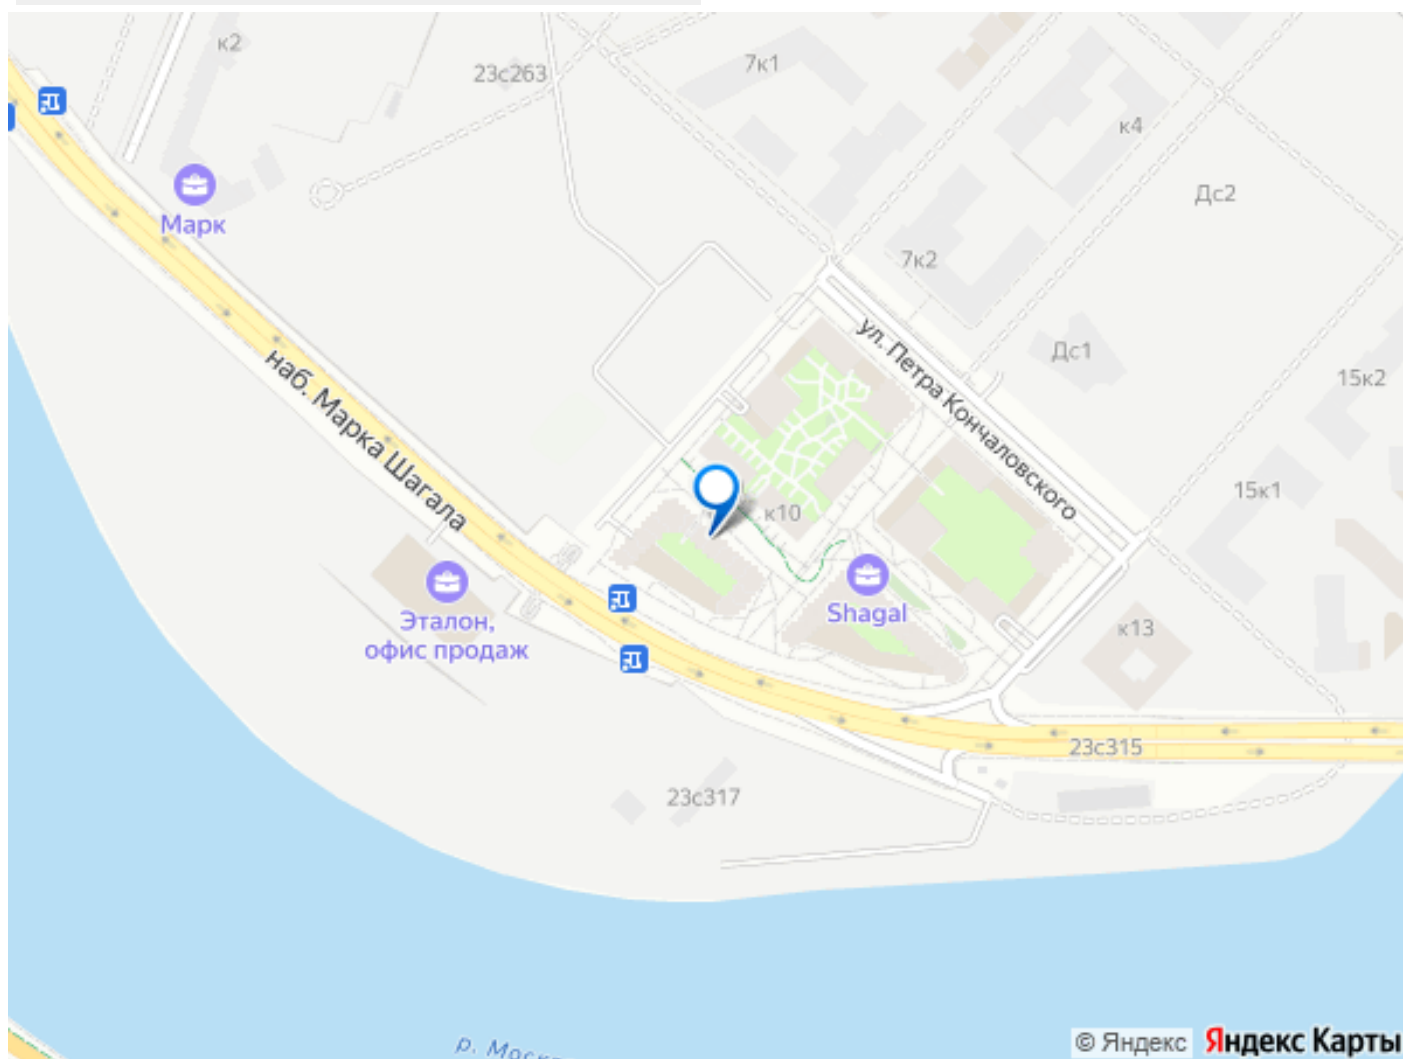 к2
23с263
7к1
к4
Марк
Дс2
7к2
ул. Петра Кончаловского
Дс1
15к2
наб. Марка Шагала
15к1
к10
Shagal
Эталон,
офис продаж
к13
23с315
23с317
р. Моск
© Яндекс Яндекс Карты